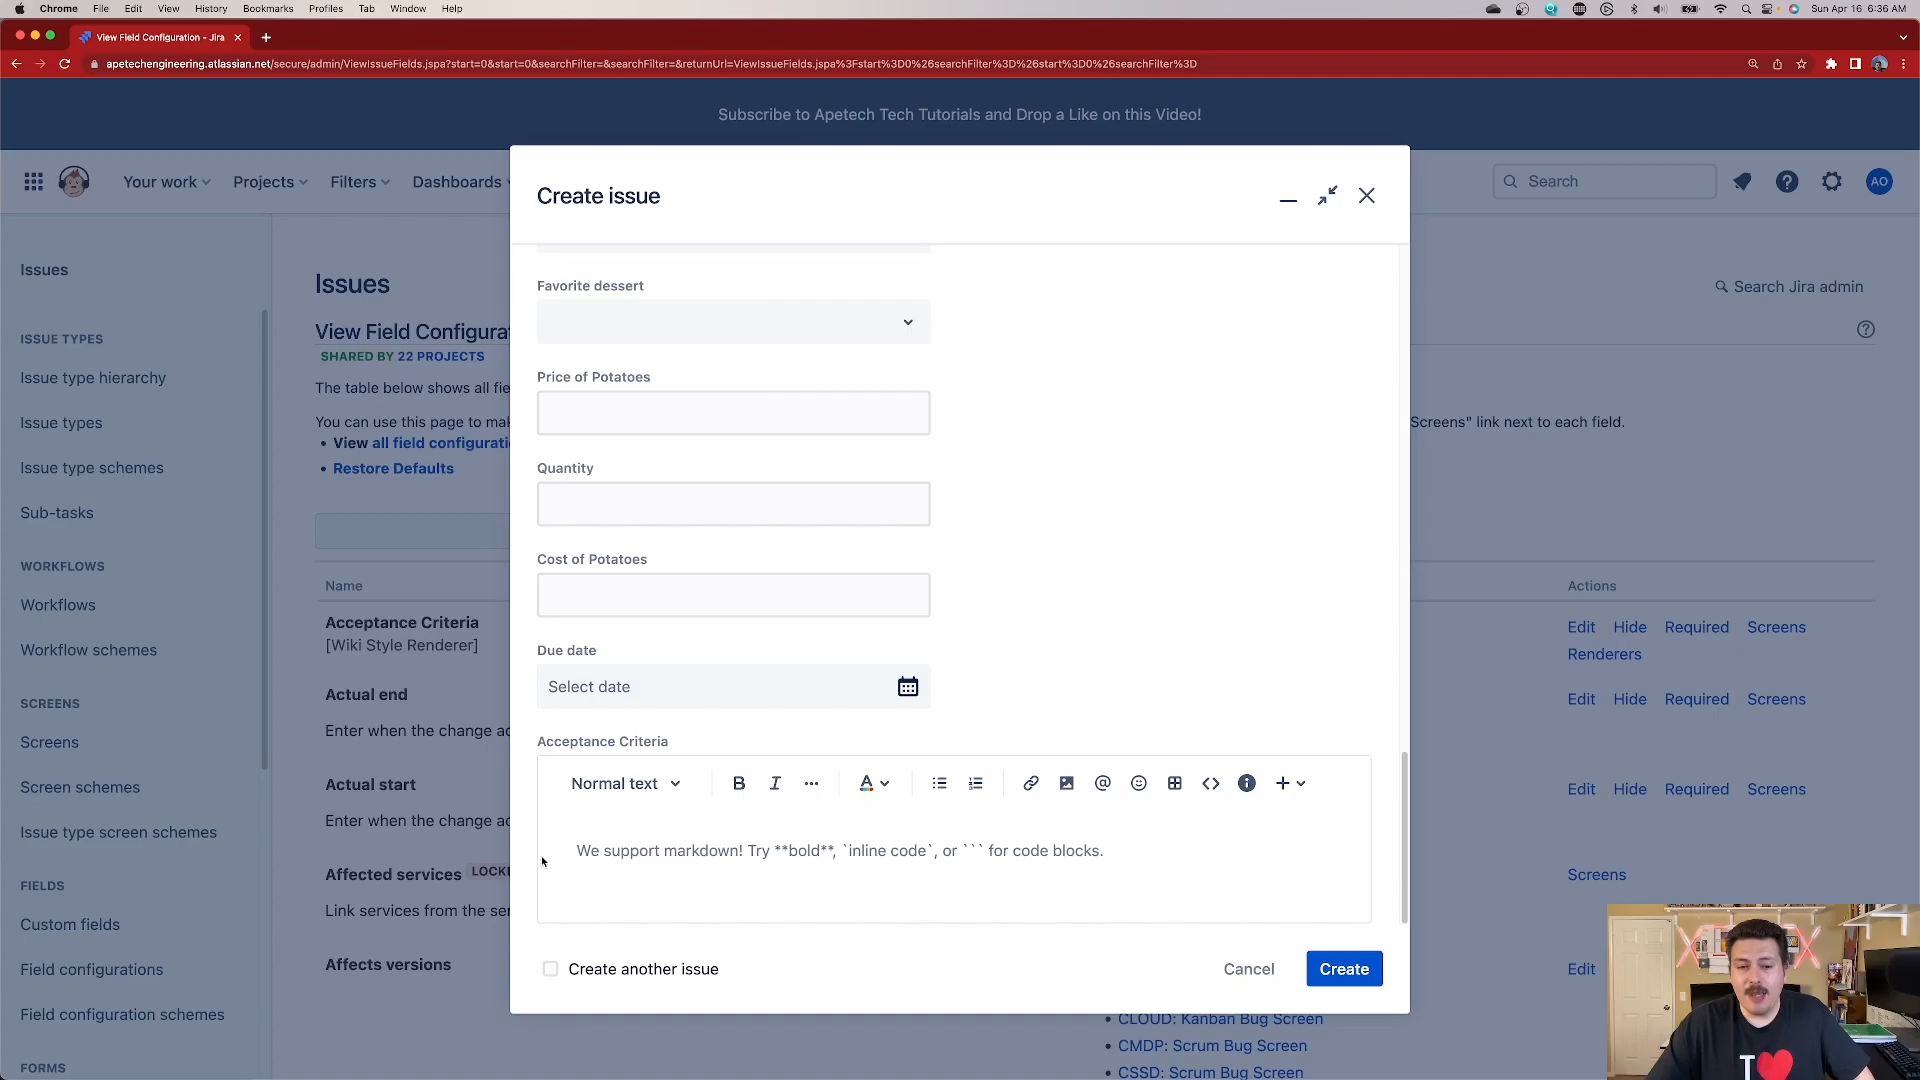 Chrome File Edit View History Bookmarks Profiles Tab Window Help
Sun Apr 16 6:36 AM
View Field Configuration - Jira
apetechengineering.atlassian.net/secure/admin/ViewIssueFields.jspa?start=0&start=0&searchFilter=&searchFilter=&returnUrl=ViewIssueFields.jspa%3Fstart%3D0%26searchFilter%3D%26start%3D0%26searchFilter%3D
Subscribe to Apetech Tech Tutorials and Drop a Like on this Video!
Your work Projects Filters Dashboards
Search
AO
Issues
ISSUE TYPES
Issue type hierarchy
Issue types
Issue type schemes
Sub-tasks
WORKFLOWS
Workflows
Workflow schemes
SCREENS
Screens
Screen schemes
Issue type screen schemes
FIELDS
Custom fields
Field configurations
Field configuration schemes
FORMS
Issues
Search Jira admin
View Field Configurat
SHARED BY 22 PROJECTS
The table below shows all fie
You can use this page to mak
Screens" link next to each field.
• View all field configurati
• Restore Defaults
Name
Actions
Acceptance Criteria
[Wiki Style Renderer]
Edit Hide Required Screens
Renderers
Actual end
Edit Hide Required Screens
Enter when the change ac
Actual start
Edit Hide Required Screens
Enter when the change ac
Affected services LOCKE
Screens
Link services from the ser
Affects versions
Edit
• CLOUD: Kanban Bug Screen
• CMDP: Scrum Bug Screen
• CSSD: Scrum Bug Screen
Create issue
Favorite dessert
Price of Potatoes
Quantity
Cost of Potatoes
Due date
Select date
Acceptance Criteria
Normal text B I ... A @ <> +
We support markdown! Try **bold**, `inline code`, or ``` for code blocks.
Create another issue
Cancel
Create
I